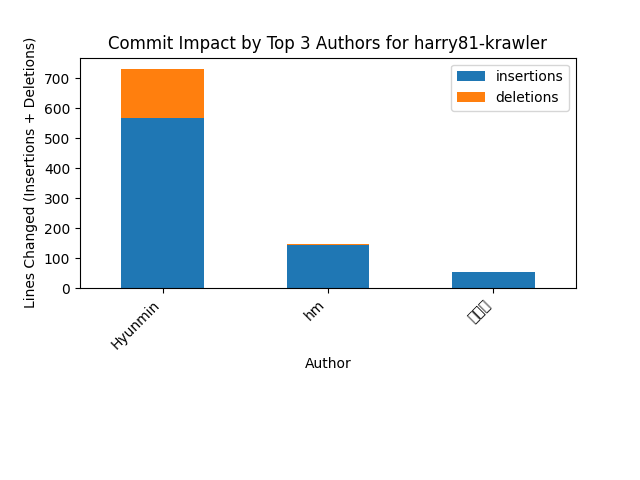 Commit Impact by Top 3 Authors for harry81-krawler
Lines Changed (Insertions + Deletions)
700
600
500
400
300
200
100
0
insertions
deletions
Hyunmin
hm
Author